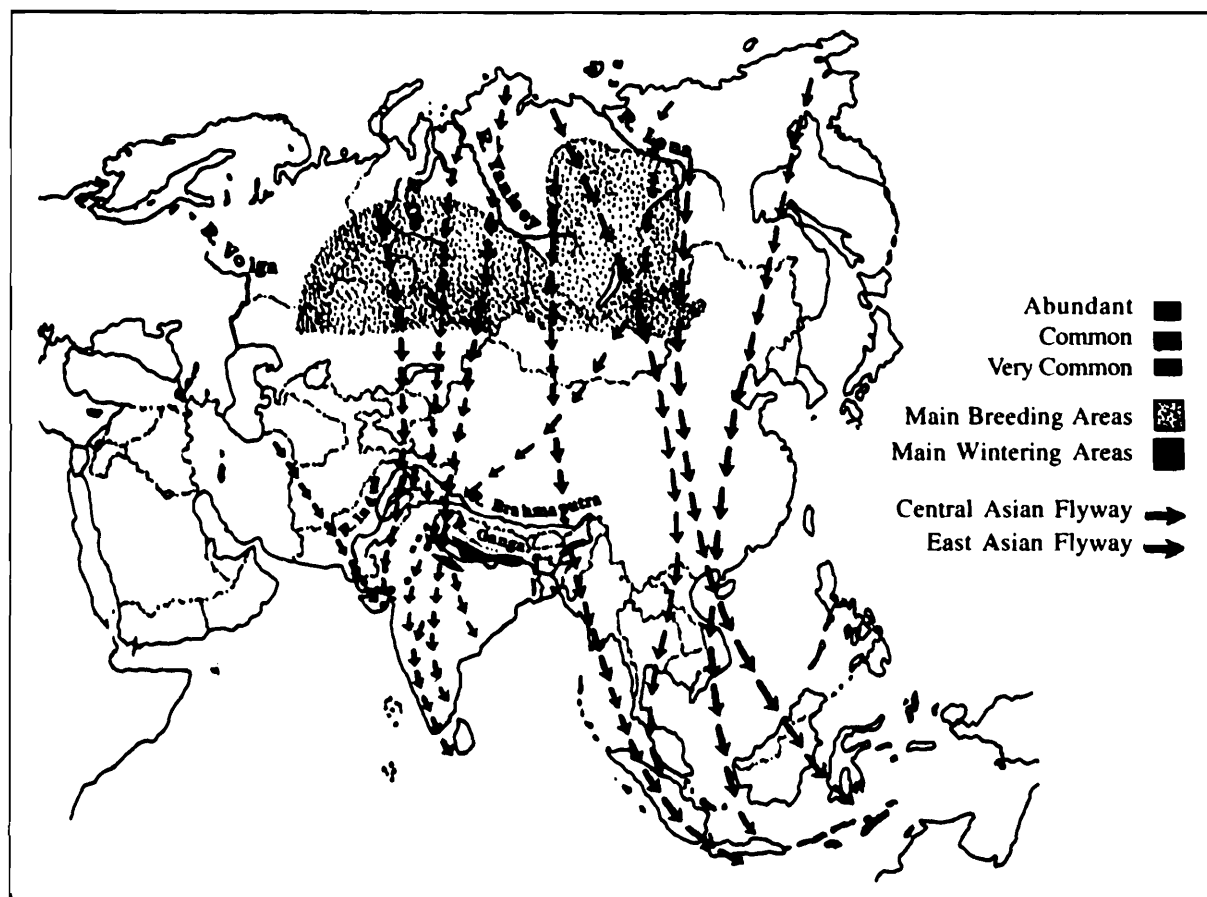 R. Lena
R. Yanisey
R. Volga
Abundant
Common
Very Common
Main Breeding Areas
Main Wintering Areas
Brahmaputra
R. Ganga
Central Asian Flyway
East Asian Flyway